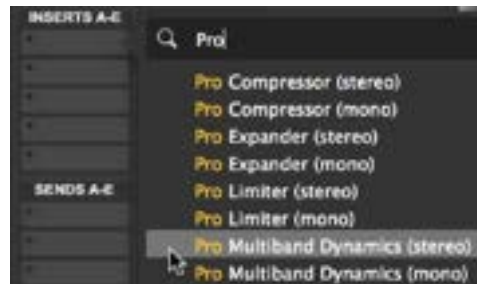 INSERTS A-E
Pro
Pro Compressor (stereo)
Pro Compressor (mono)
Pro Expander (stereo)
Pro Expander (mono)
SENDS A-E
Pro Limiter (stereo)
Pro Limiter (mono)
Pro Multiband Dynamics (stereo)
Pro Multiband Dynamics (mono)